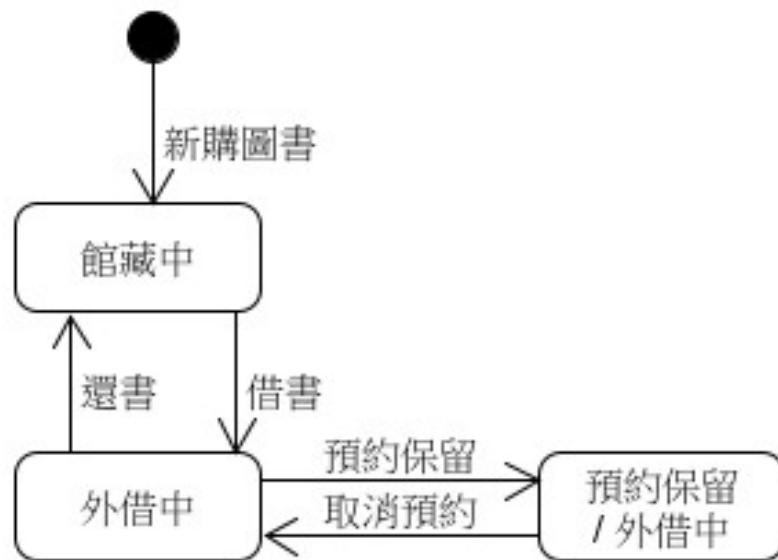 新購圖書
館藏中
還書
借書
預約保留
外借中
取消預約
預約保留
/ 外借中